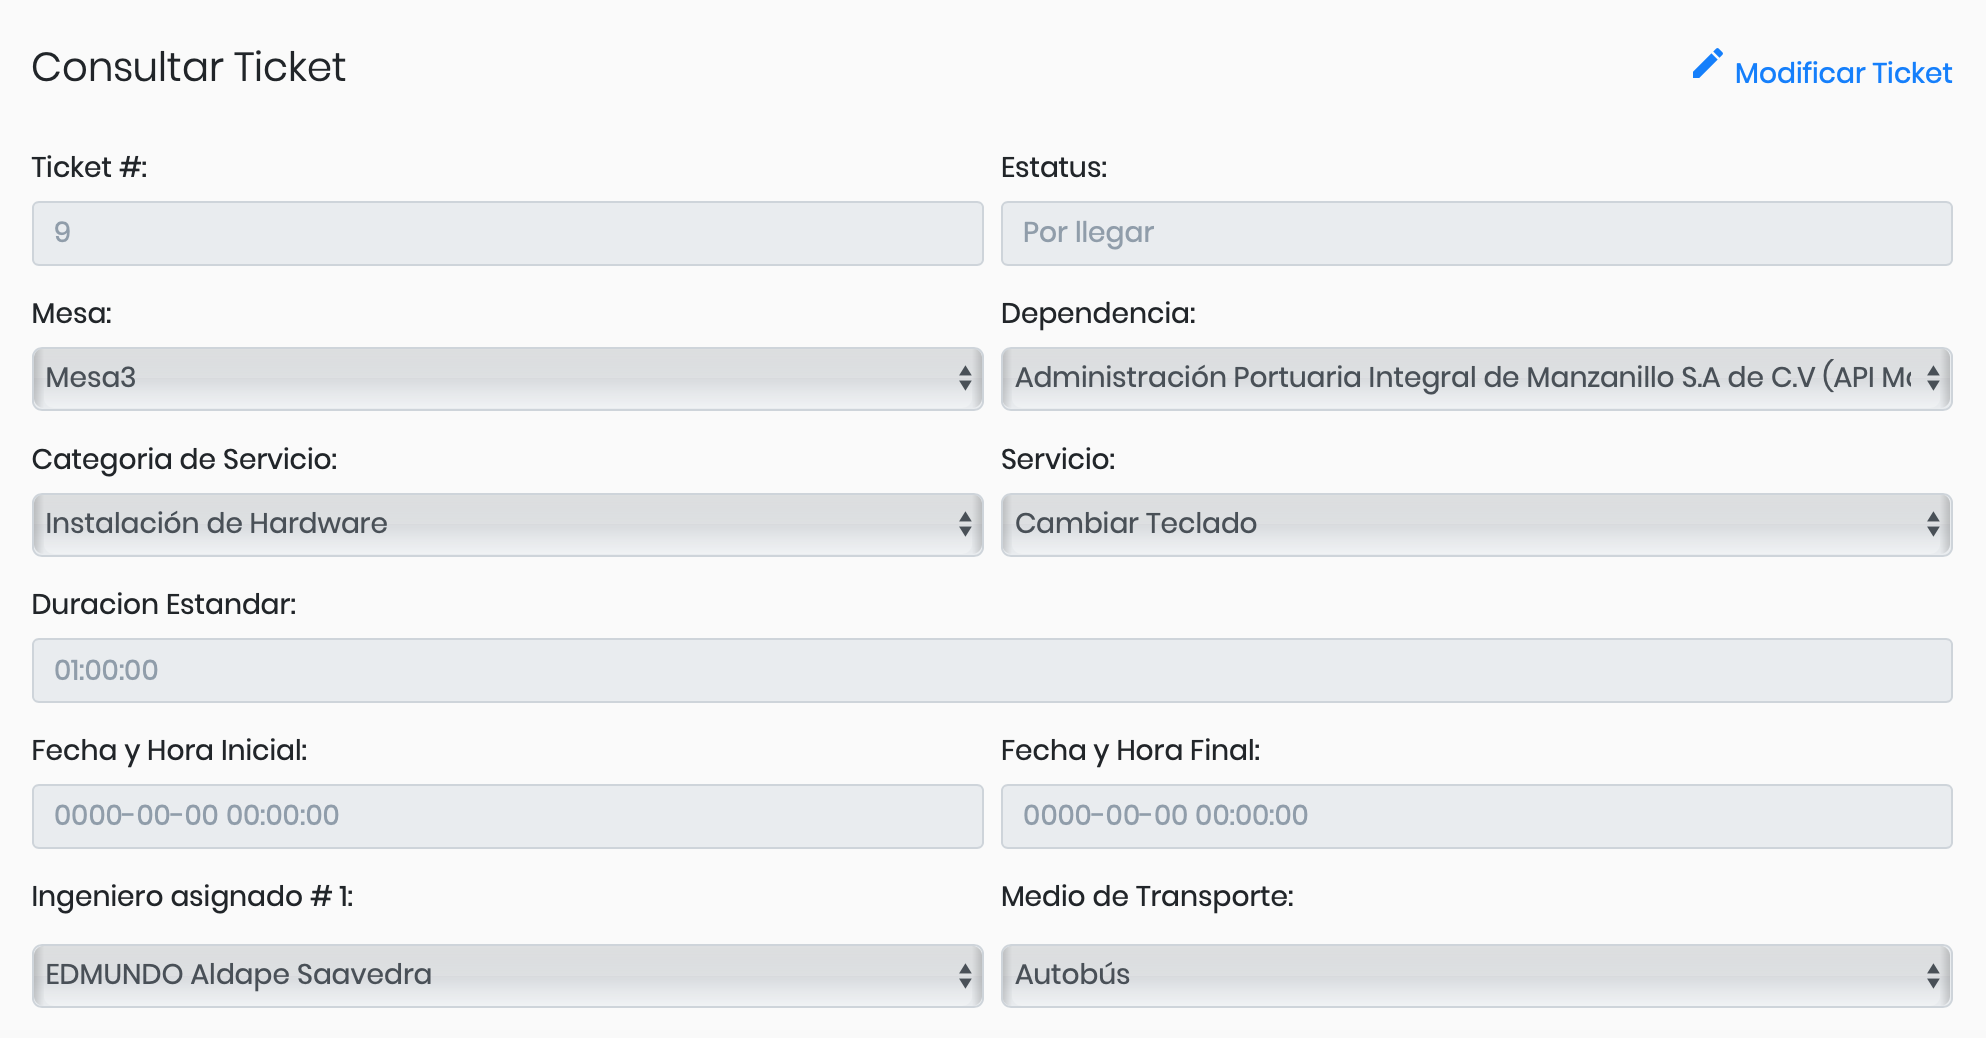 Consultar Ticket
Modificar Ticket
Ticket #:
Estatus:
9
Por llegar
Mesa:
Dependencia:
Mesa3
Administración Portuaria Integral de Manzanillo S.A de C.V (API
Categoria de Servicio:
Servicio:
Instalación de Hardware
Cambiar Teclado
Duracion Estandar:
01:00:00
Fecha y Hora Inicial:
Fecha y Hora Final:
0000-00-00 00:00:00
0000-00-00 00:00:00
Ingeniero asignado # 1:
Medio de Transporte:
EDMUNDO Aldape Saavedra
Autobús